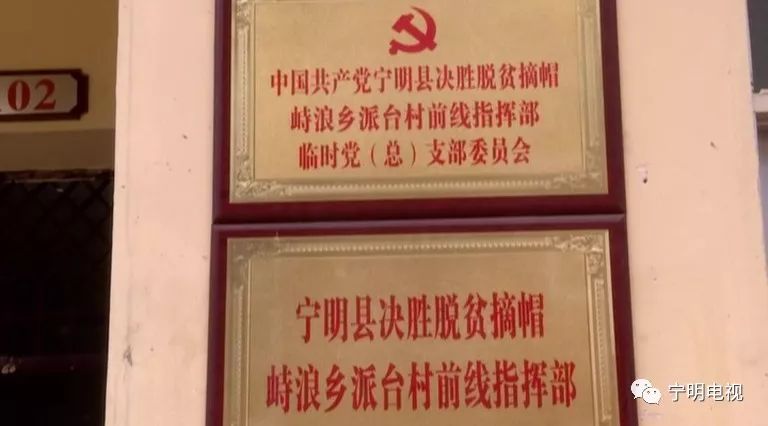 02
中国共产党宁明县决胜脱贫摘帽
峙浪乡派台村前线指挥部
临时党（总）支部委员会
宁明县决胜脱贫摘帽
峙浪乡派台村前线指挥部
宁明电视